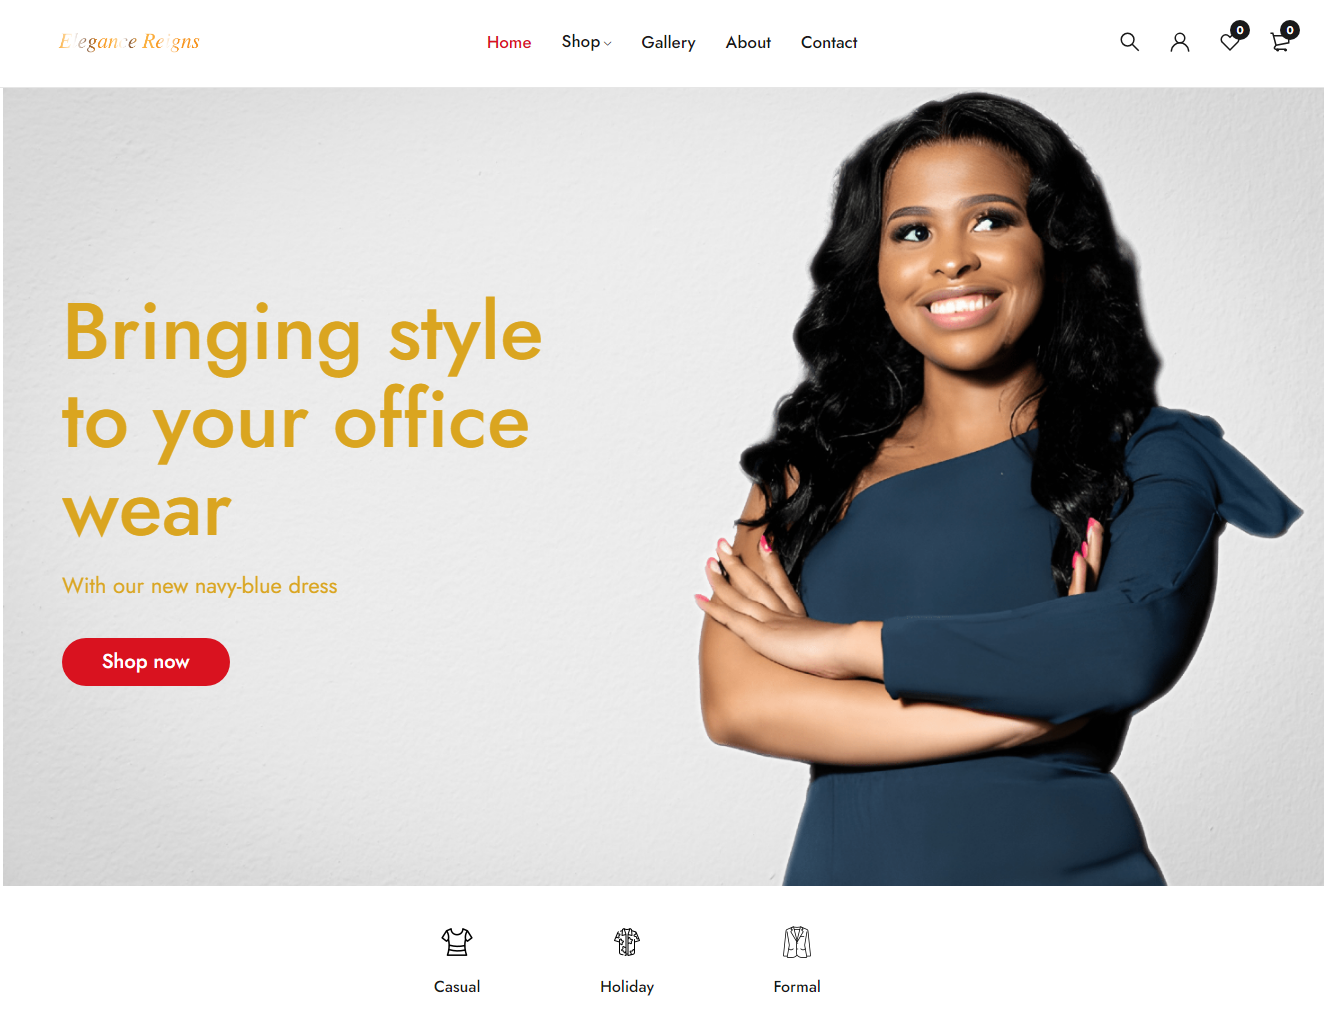 Elegance Reigns
Home Shop Gallery About Contact
0 0
Bringing style
to your office
wear
With our new navy-blue dress
Shop now
Casual Holiday Formal